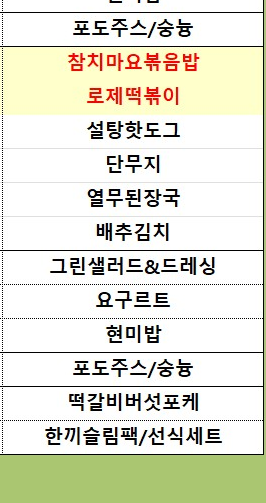 포도주스/숭늉
참치마요볶음밥
로제떡볶이
설탕핫도그
단무지
열무된장국
배추김치
그린샐러드&드레싱
요구르트
현미밥
포도주스/숭늉
떡갈비버섯포케
한끼슬림팩/선식세트